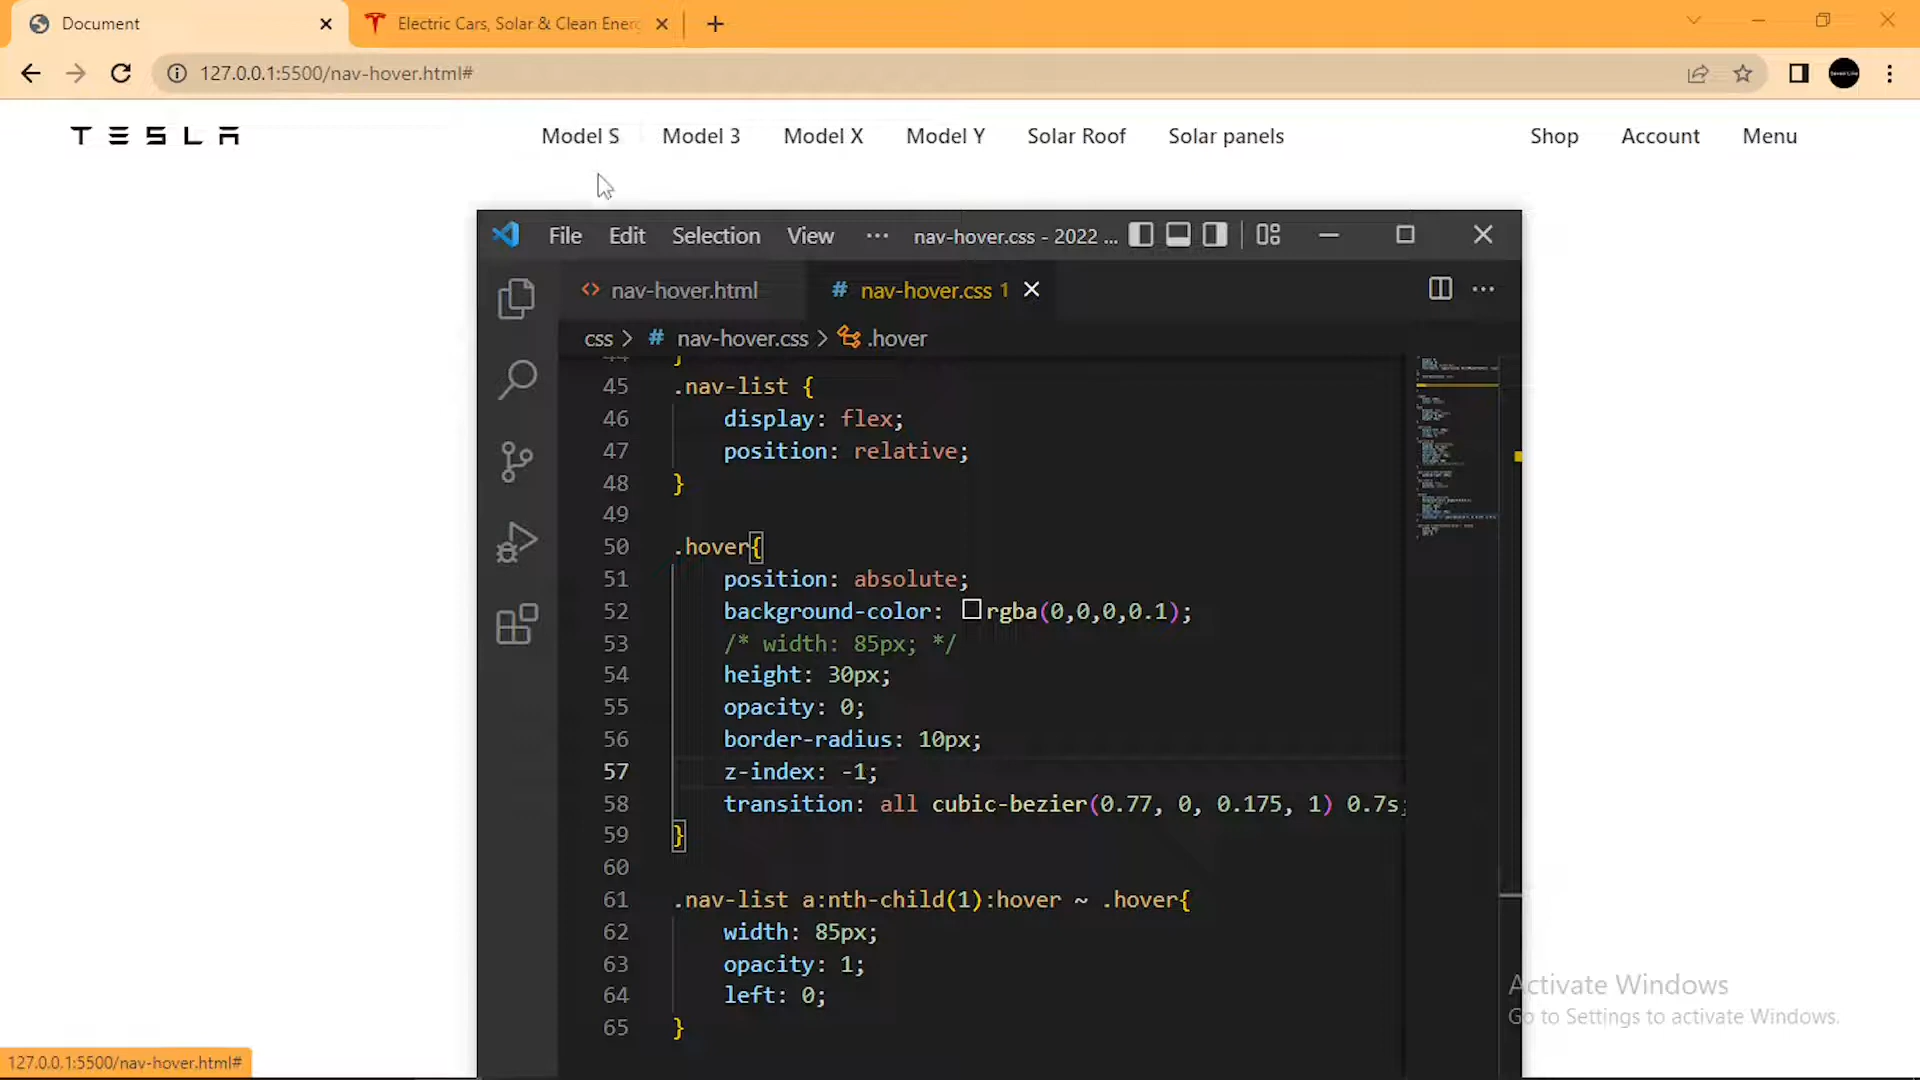 Document
Electric Cars, Solar & Clean Energ
127.0.0.1:5500/nav-hover.html#
TESLA
Model S
Model 3
Model X
Model Y
Solar Roof
Solar panels
Shop
Account
Menu
File
Edit
Selection
View
···
nav-hover.css - 2022 ...
nav-hover.html
nav-hover.css 1
css > # nav-hover.css > .hover
44 }
45 .nav-list {
46 display: flex;
47 position: relative;
48 }
49
50 .hover{
51 position: absolute;
52 background-color: rgba(0,0,0,0.1);
53 /* width: 85px; */
54 height: 30px;
55 opacity: 0;
56 border-radius: 10px;
57 z-index: -1;
58 transition: all cubic-bezier(0.77, 0, 0.175, 1) 0.7s;
59 }
60
61 .nav-list a:nth-child(1):hover ~ .hover{
62 width: 85px;
63 opacity: 1;
64 left: 0;
65 }
Activate Windows
Go to Settings to activate Windows.
127.0.0.1:5500/nav-hover.html#